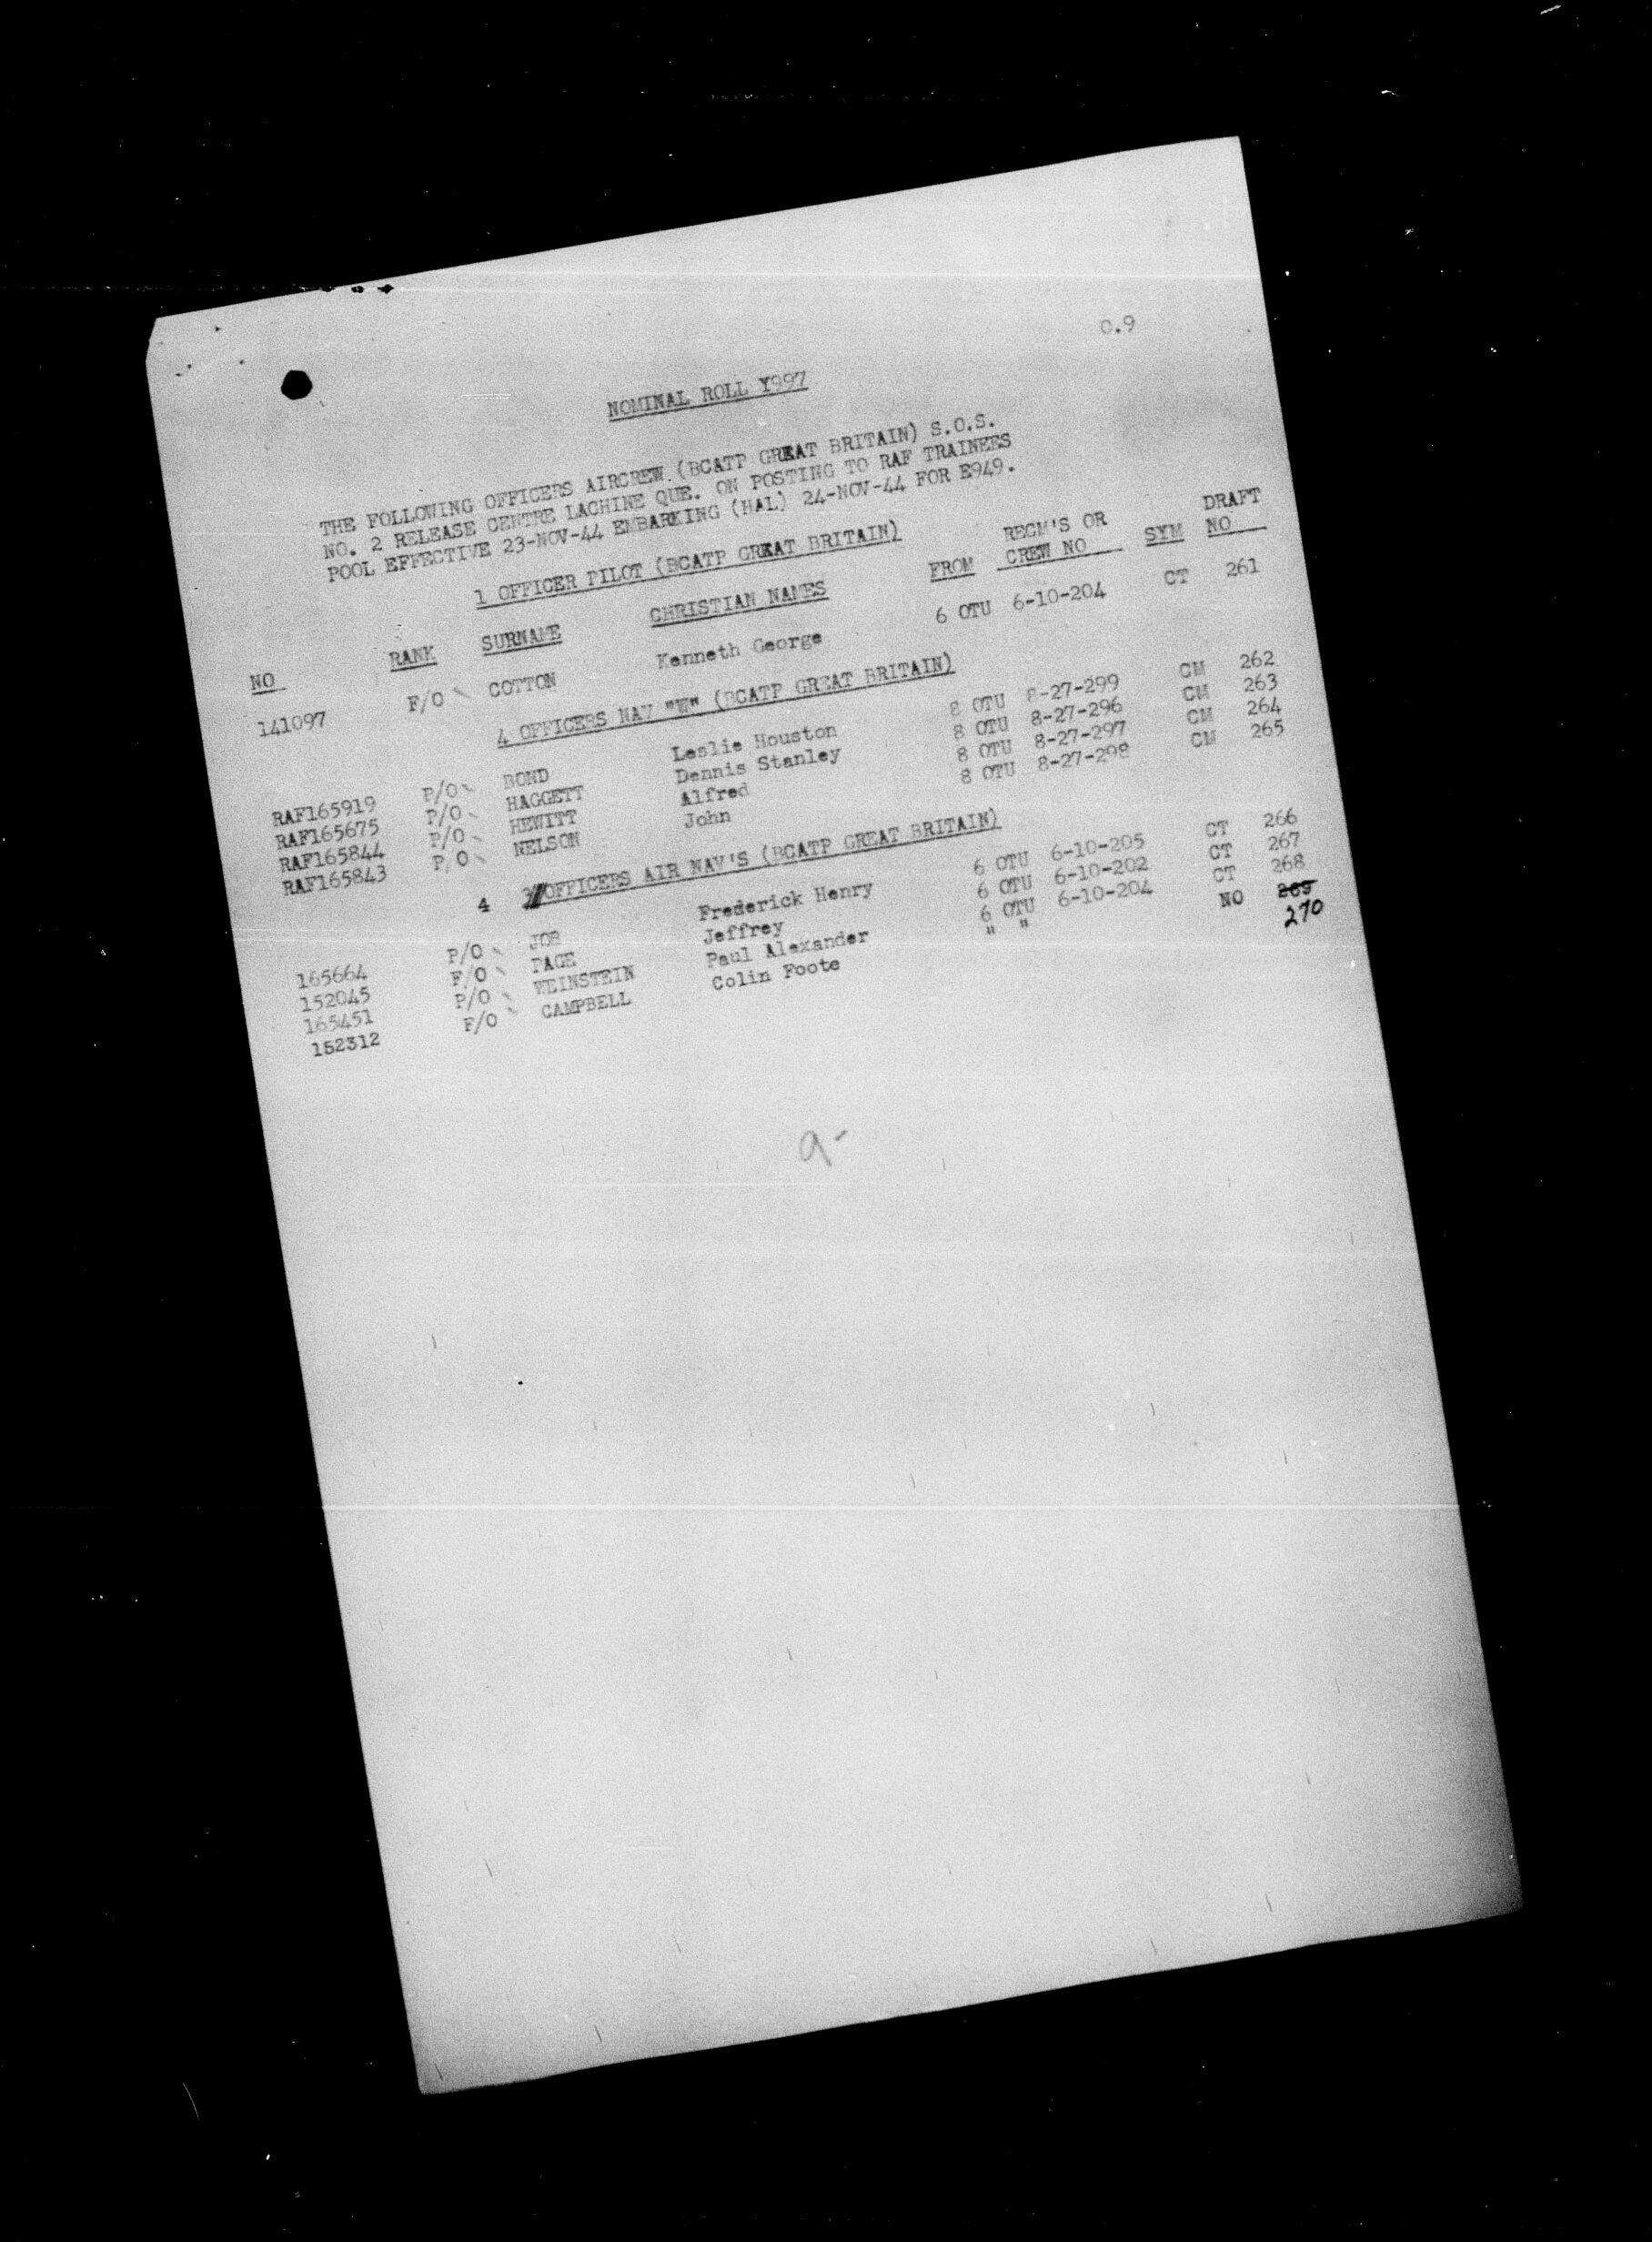 0.9
NOMINAL ROLL Y997
THE FOLLOWING OFFICERS AIRCREW (BCATP GREAT BRITAIN) S.O.S.
NO. 2 RELEASE CENTRE LACHINE QUE. ON POSTING TO RAF TRAINEES
POOL EFFECTIVE 23-NOV-44 EMBARKING (HAL) 24-NOV-44 FOR E949.
1 OFFICER PILOT (BCATP GREAT BRITAIN)
NO RANK SURNAME CHRISTIAN NAMES FROM RECM'S OR CREW NO SYM DRAFT NO
141097 F/O COTTON Kenneth George 6 OTU 6-10-204 CT 261
4 OFFICERS NAV "W" (BCATP GREAT BRITAIN)
RAF165919 P/O BOND Leslie Houston 8 OTU 8-27-299 CM 262
RAF165675 P/O HAGGETT Dennis Stanley 8 OTU 8-27-296 CM 263
RAF165844 P/O HEWITT Alfred 8 OTU 8-27-297 CM 264
RAF165843 P/O NELSON John 8 OTU 8-27-298 CM 265
4 OFFICERS AIR NAV'S (BCATP GREAT BRITAIN)
165664 P/O JOB Frederick Henry 6 OTU 6-10-205 CT 266
152045 F/O PAGE Jeffrey 6 OTU 6-10-202 CT 267
165451 P/O WEINSTEIN Paul Alexander 6 OTU 6-10-204 CT 268
152312 F/O CAMPBELL Colin Foote " " NO 269
270
9-